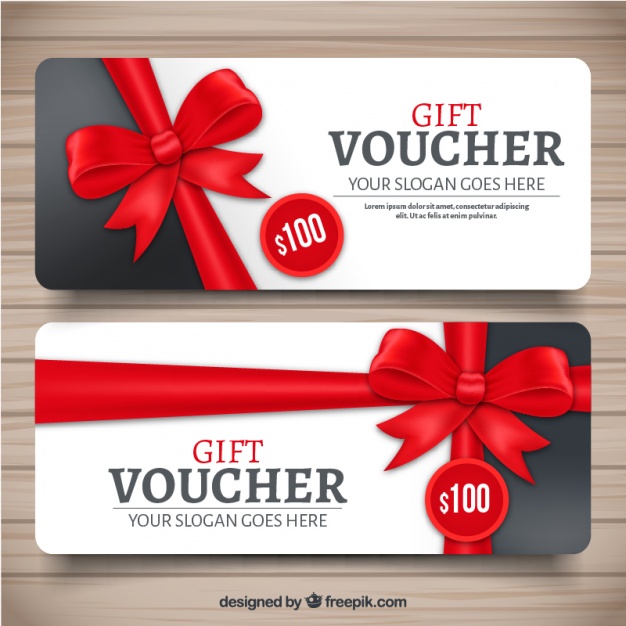 GIFT
VOUCHER
YOUR SLOGAN GOES HERE
Lorem ipsum dolor sit amet, consectetur adipiscing
elit. Ut ac felis et enim pulvinar.
$100
GIFT
VOUCHER
YOUR SLOGAN GOES HERE
$100
designed by freepik.com